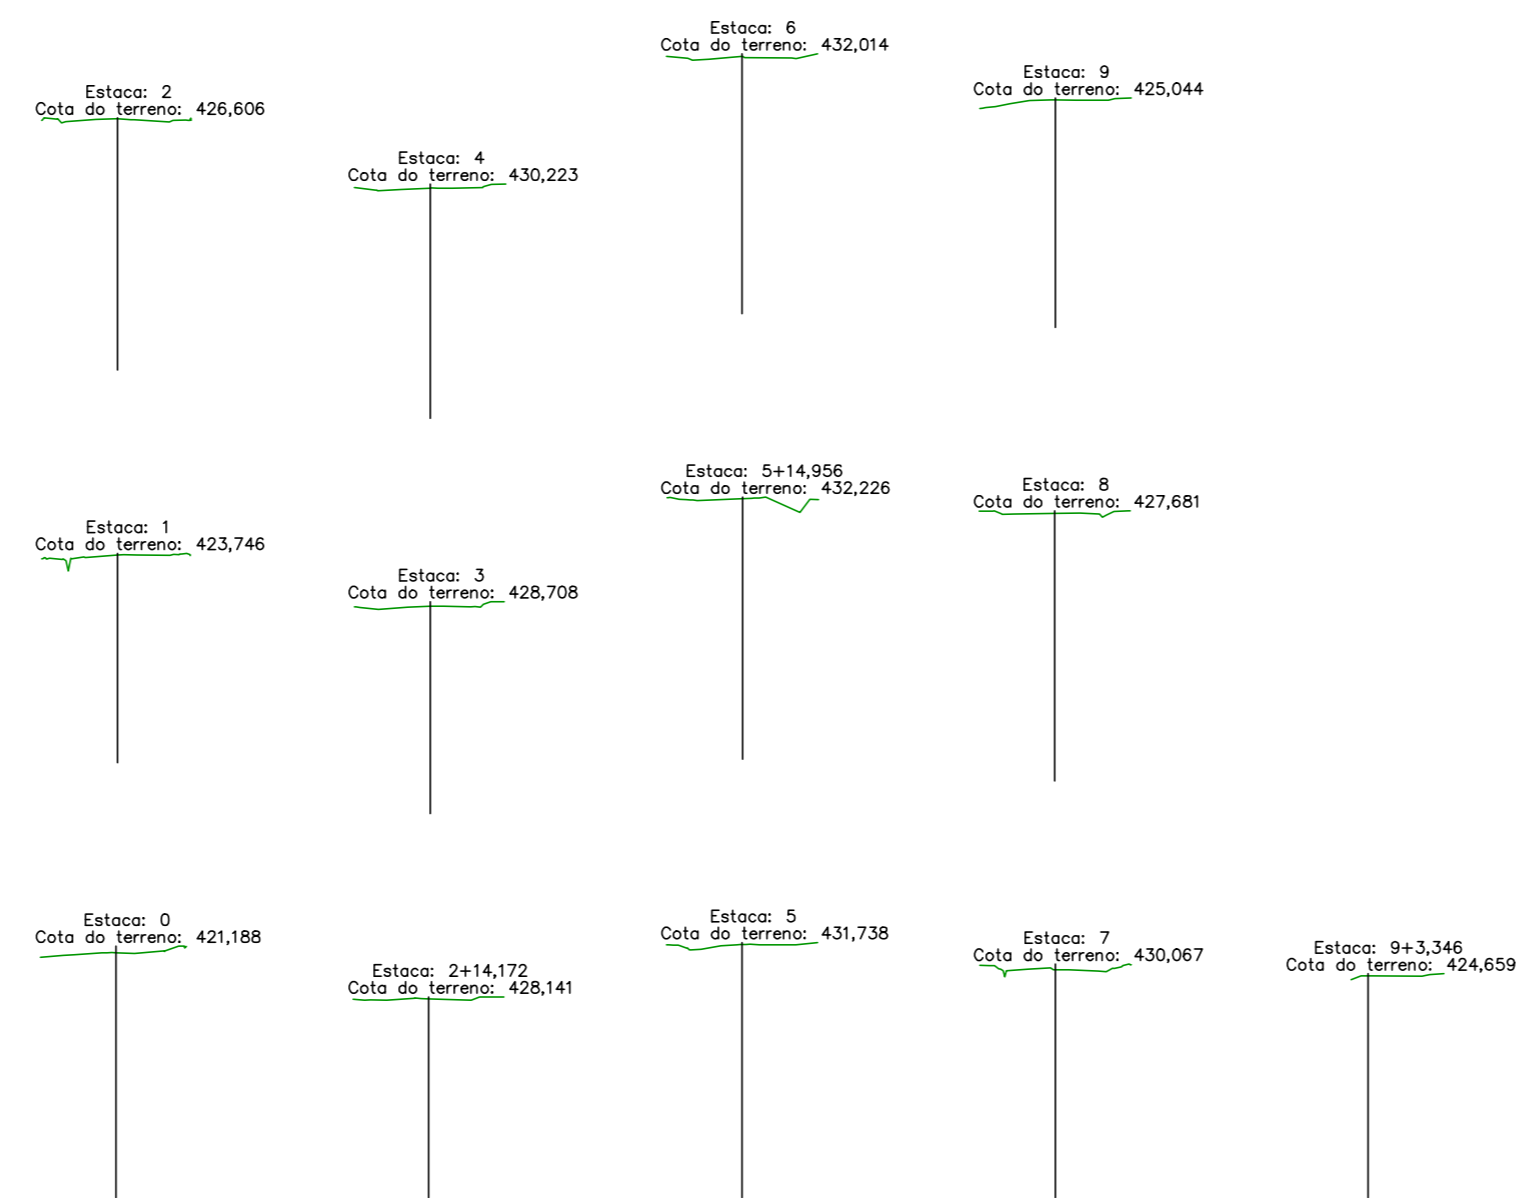 Estaca: 6
Cota do terreno: 432,014
Estaca: 9
Cota do terreno: 425,044
Estaca: 2
Cota do terreno: 426,606
Estaca: 4
Cota do terreno: 430,223
Estaca: 5+14,956
Cota do terreno: 432,226
Estaca: 8
Cota do terreno: 427,681
Estaca: 1
Cota do terreno: 423,746
Estaca: 3
Cota do terreno: 428,708
Estaca: 0
Cota do terreno: 421,188
Estaca: 5
Cota do terreno: 431,738
Estaca: 7
Cota do terreno: 430,067
Estaca: 9+3,346
Cota do terreno: 424,659
Estaca: 2+14,172
Cota do terreno: 428,141